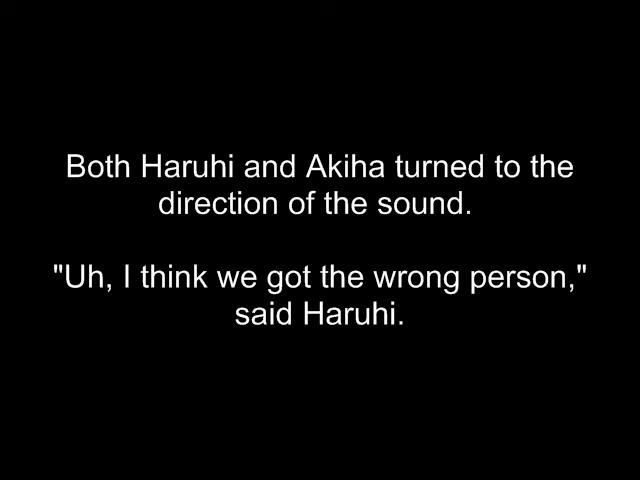 Both Haruhi and Akiha turned to the
direction of the sound.
"Uh, I think we got the wrong person,"
said Haruhi.